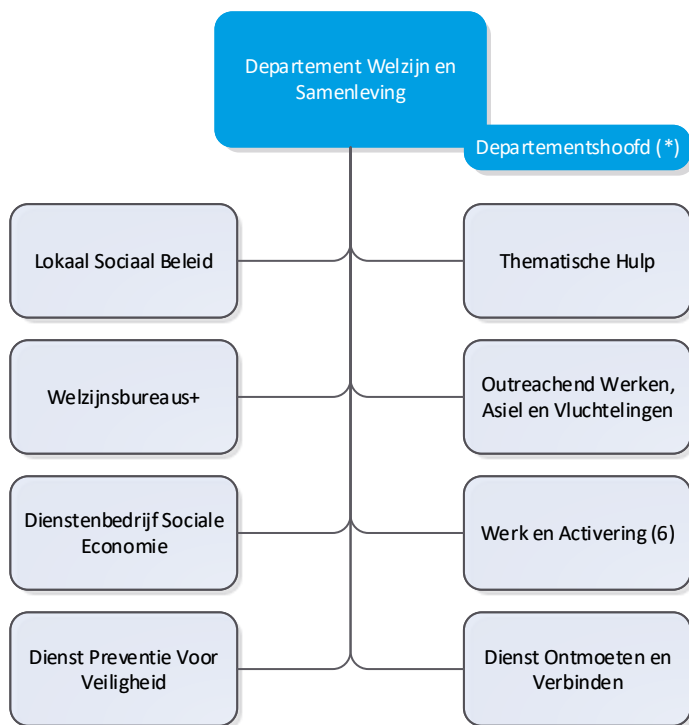 Departement Welzijn en
Samenleving
Departementshoofd (*)
Lokaal Sociaal Beleid
Thematische Hulp
Welzijnsbureaus+
Outreachend Werken,
Asiel en Vluchtelingen
Dienstenbedrijf Sociale
Economie
Werk en Activering (6)
Dienst Preventie Voor
Veiligheid
Dienst Ontmoeten en
Verbinden